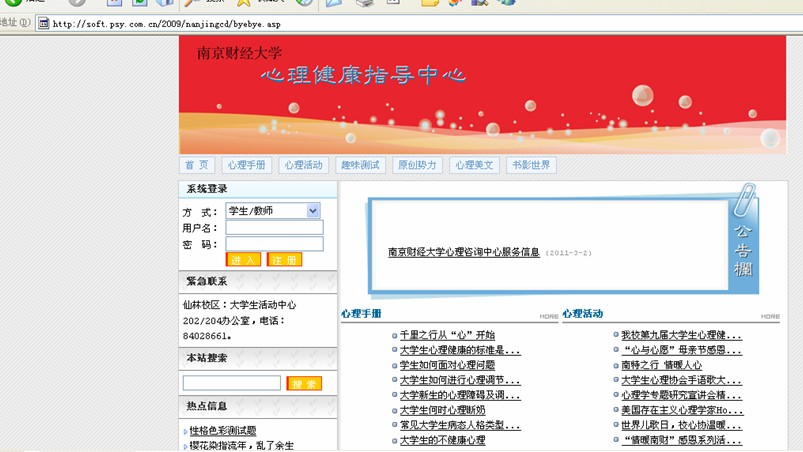 地址(D)
http://soft.psy.com.cn/2009/nanjingcd/byebye.asp
南京财经大学
心理健康指导中心
首 页
心理手册
心理活动
趣味测试
原创势力
心理美文
书影世界
系统登录
方 式：
学生/教师
用户名：
密 码：
进 入
注 册
紧急联系
仙林校区：大学生活动中心
202/204办公室，电话：
84028661。
本站搜索
搜 索
热点信息
性格色彩测试题
樱花染指流年，乱了余生
南京财经大学心理咨询中心服务信息 (2011-3-2)
公告欄
心理手册
MORE
千里之行从“心”开始
大学生心理健康的标准是...
学生如何面对心理问题
大学生如何进行心理调节...
大学新生的心理障碍及调...
大学生何时心理断奶
常见大学生病态人格类型...
大学生的不健康心理
心理活动
MORE
我校第九届大学生心理健...
“心与心愿”母亲节感恩...
南特之行 情暖人心
大学生心理协会手语歌大...
心理学专题研究宣讲会精...
美国存在主义心理学家Ho...
世界儿歌日，校心协温暖...
“情暖南财”感恩系列活...